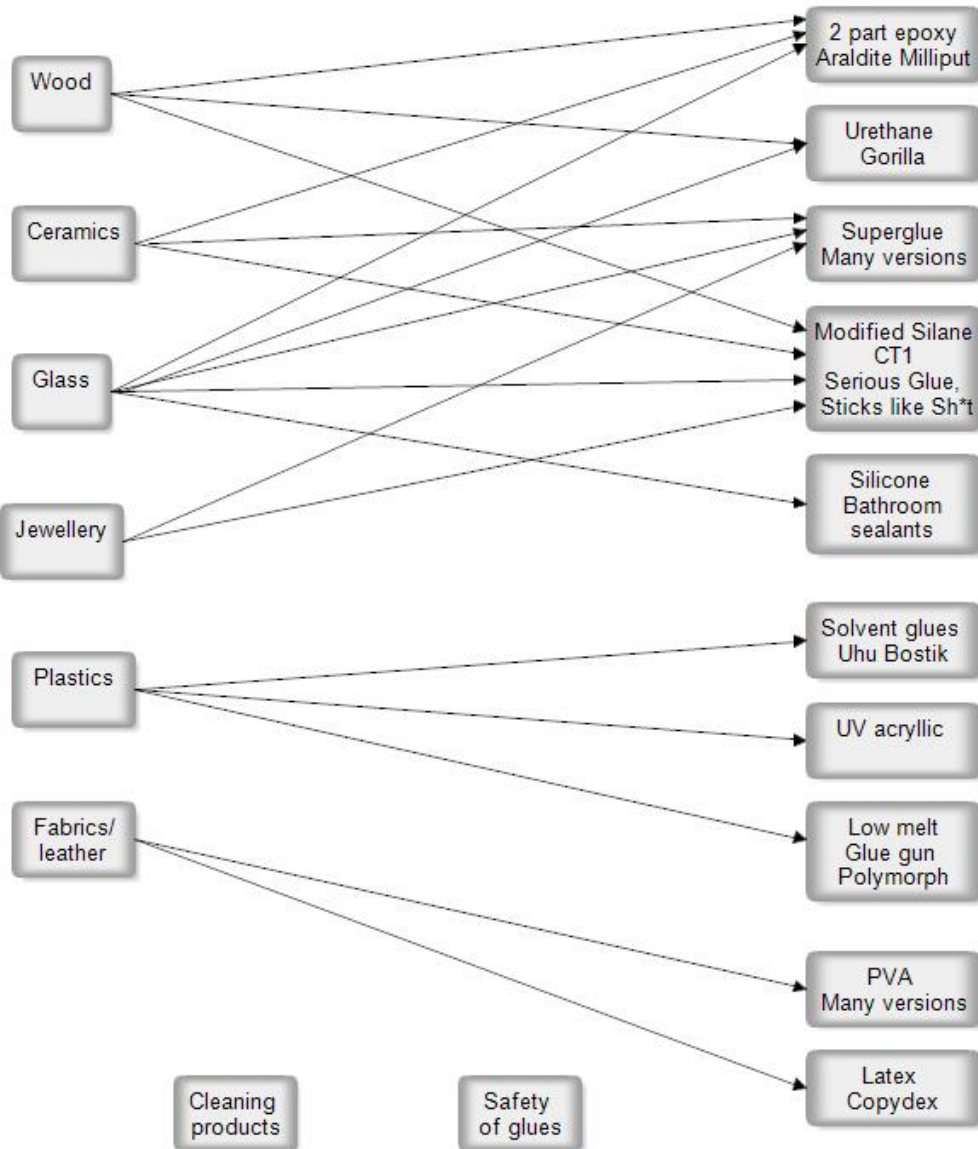 Wood
Ceramics
Glass
Jewellery
Plastics
Fabrics/
leather
2 part epoxy
Araldite Milliput
Urethane
Gorilla
Superglue
Many versions
Modified Silane
CT1
Serious Glue,
Sticks like Sh*t
Silicone
Bathroom
sealants
Solvent glues
Uhu Bostik
UV acryllic
Low melt
Glue gun
Polymorph
PVA
Many versions
Latex
Copydex
Cleaning
products
Safety
of glues